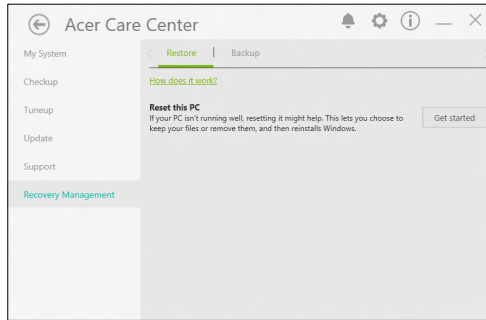 Acer Care Center
My System
Restore
Backup
Checkup
How does it work?
Tuneup
Reset this PC
If your PC isn't running well, resetting it might help. This lets you choose to
keep your files or remove them, and then reinstalls Windows.
Get started
Update
Support
Recovery Management